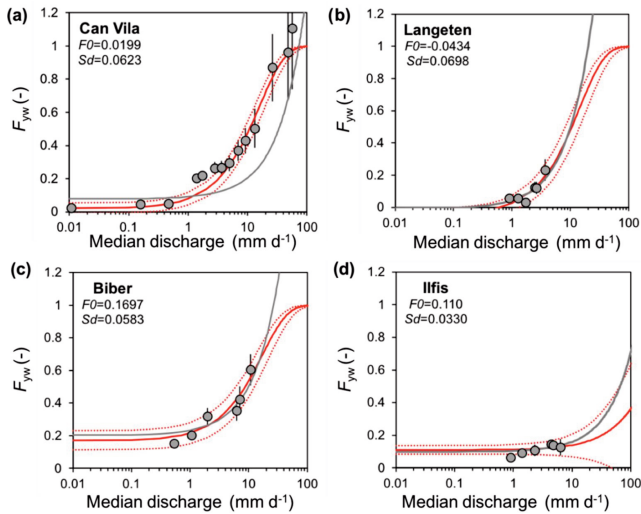 (a)
Can Vila
F0=0.0199
Sd=0.0623
1.2
1.0
0.8
0.6
0.4
0.2
0
Fyw (-)
0.01 0.1 1 10 100
Median discharge (mm d-1)
(b)
Langeten
F0=-0.0434
Sd=0.0698
1.2
1.0
0.8
0.6
0.4
0.2
0
Fyw (-)
0.01 0.1 1 10 100
Median discharge (mm d-1)
(c)
Biber
F0=0.1697
Sd=0.0583
1.2
1.0
0.8
0.6
0.4
0.2
0
Fyw (-)
0.01 0.1 1 10 100
Median discharge (mm d-1)
(d)
Ilfis
F0=0.110
Sd=0.0330
1.2
1.0
0.8
0.6
0.4
0.2
0
Fyw (-)
0.01 0.1 1 10 100
Median discharge (mm d-1)